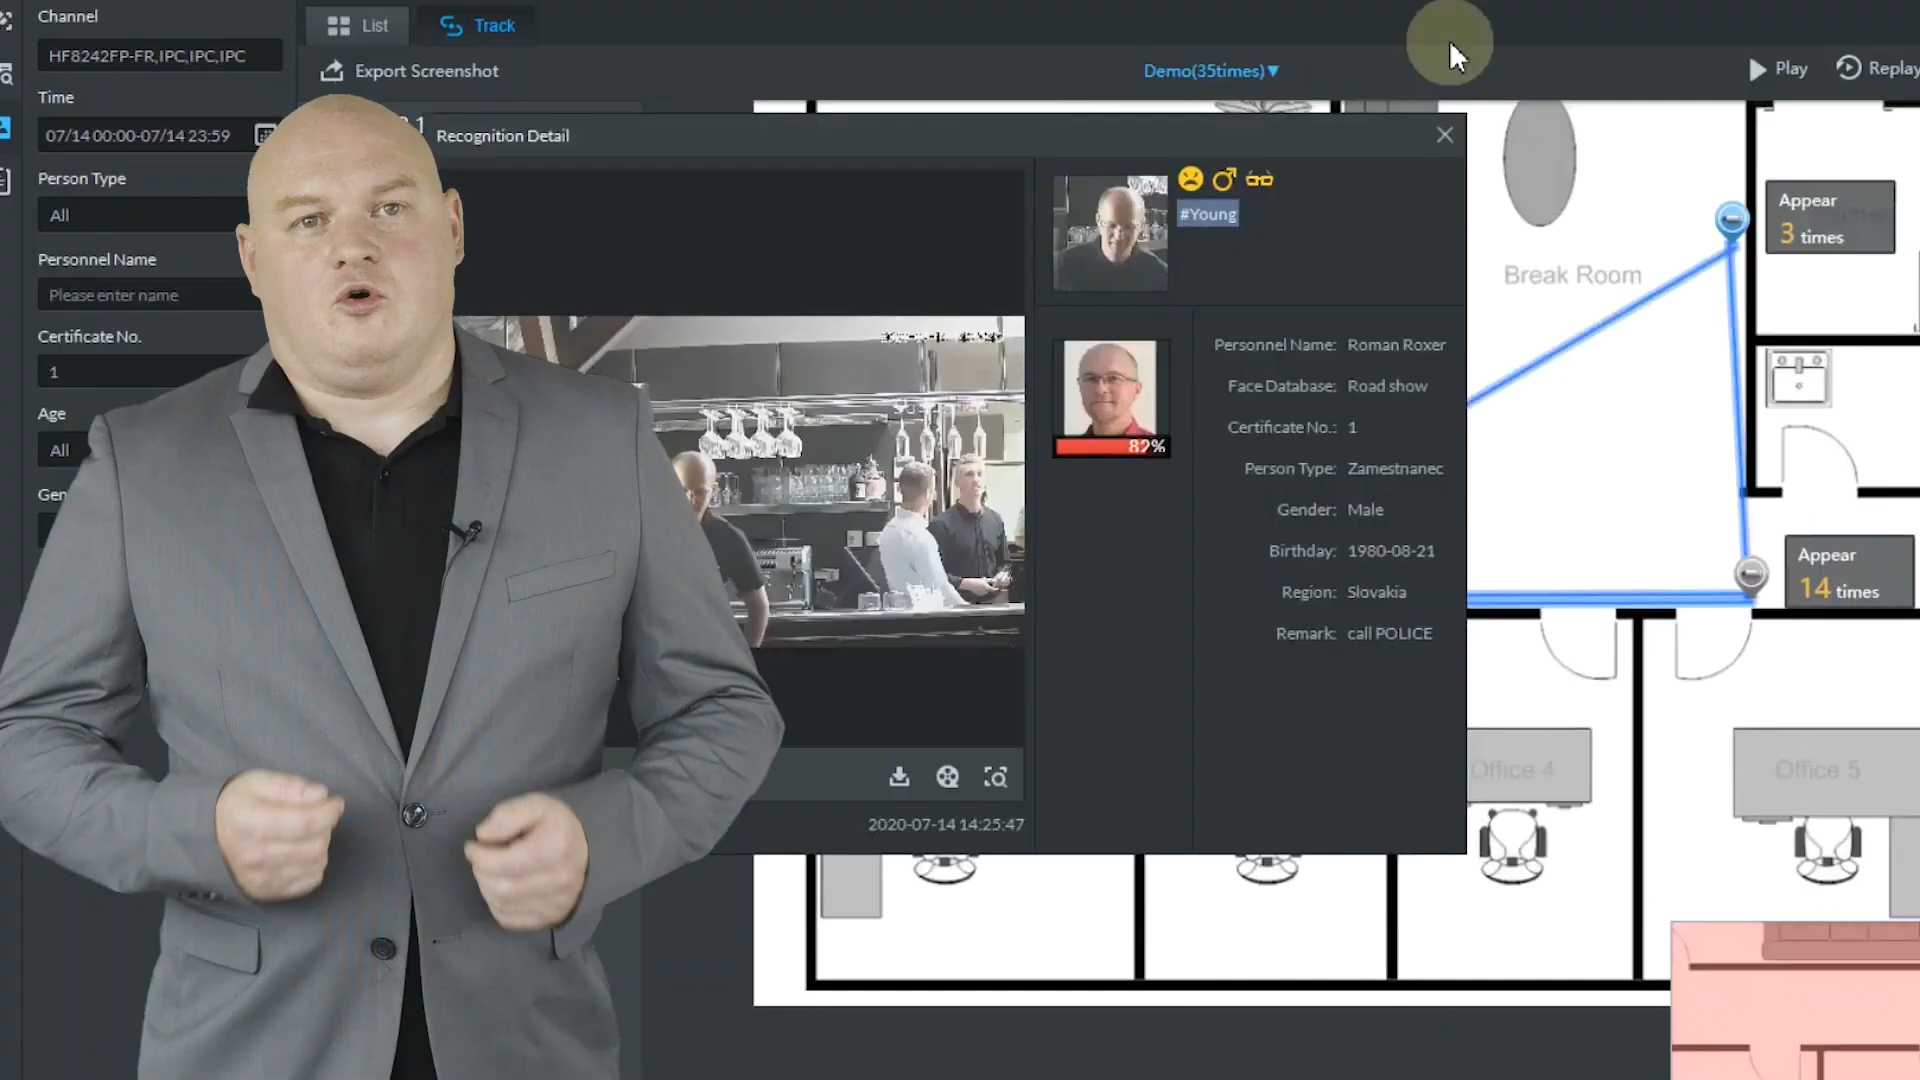 Channel
HF8242FP-FR,IPC,IPC,IPC
Time
07/14 00:00-07/14 23:59
Person Type
All
Personnel Name
Please enter name
Certificate No.
1
Age
All
Gen
List
Track
Export Screenshot
Demo(35times)▼
Play
Replay
1
Recognition Detail
#Young
82%
Personnel Name: Roman Roxer
Face Database: Road show
Certificate No.: 1
Person Type: Zamestnanec
Gender: Male
Birthday: 1980-08-21
Region: Slovakia
Remark: call POLICE
2020-07-14 14:25:47
Break Room
Appear
3 times
Appear
14 times
Office 4
Office 5